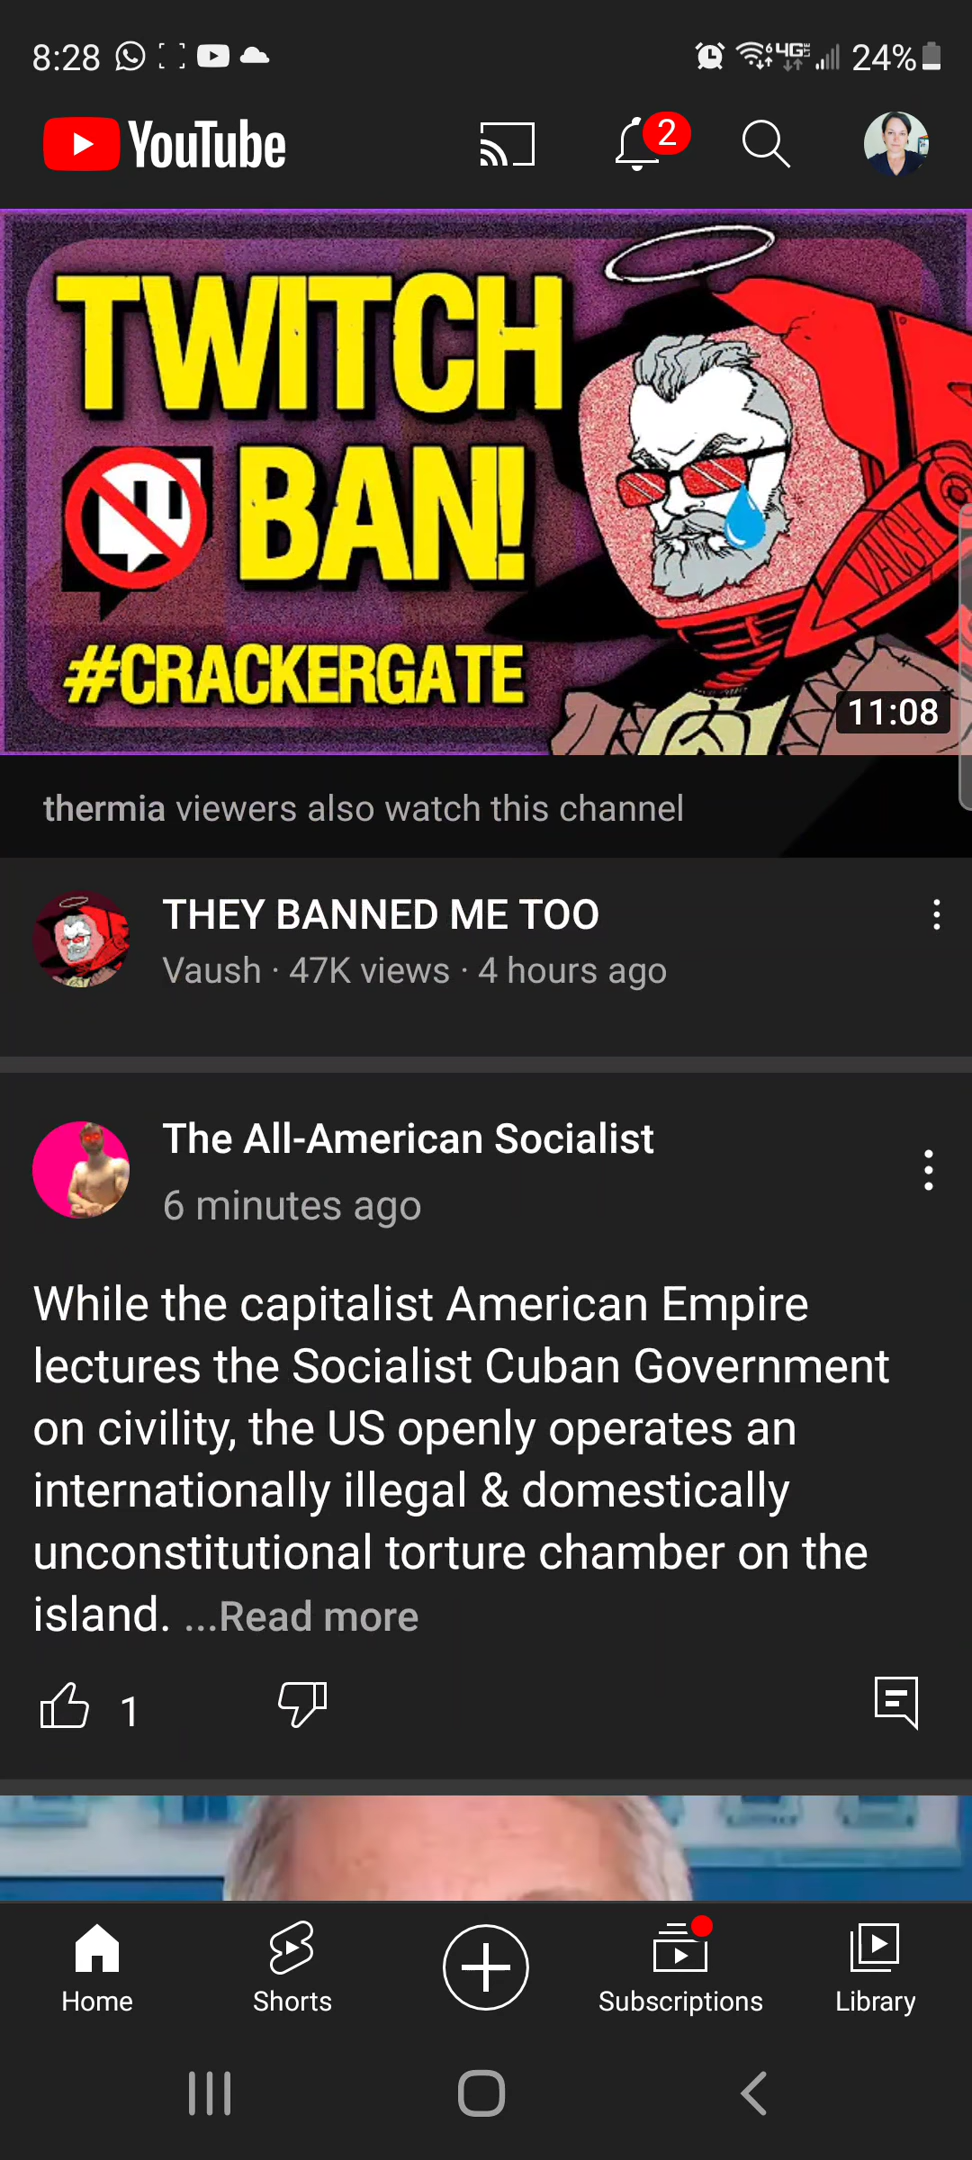 8:28
4G LTE 24%
YouTube
2
TWITCH
BAN!
#CRACKERGATE
VAUSH
11:08
thermia viewers also watch this channel
THEY BANNED ME TOO
Vaush · 47K views · 4 hours ago
The All-American Socialist
6 minutes ago
While the capitalist American Empire
lectures the Socialist Cuban Government
on civility, the US openly operates an
internationally illegal & domestically
unconstitutional torture chamber on the
island. ...Read more
1
Home Shorts Subscriptions Library